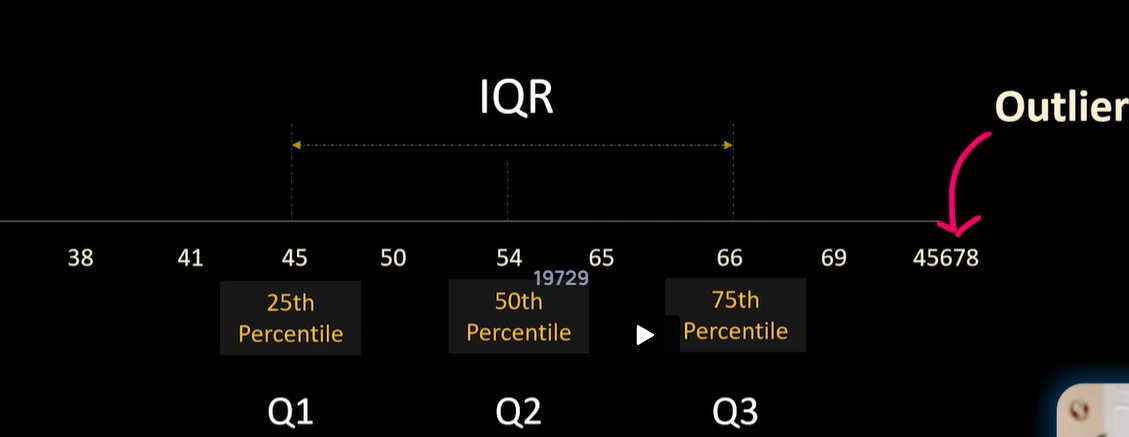 IQR
Outlier
38 41 45 50 54 65 66 69 45678
19729
25th
Percentile
50th
Percentile
75th
Percentile
Q1 Q2 Q3